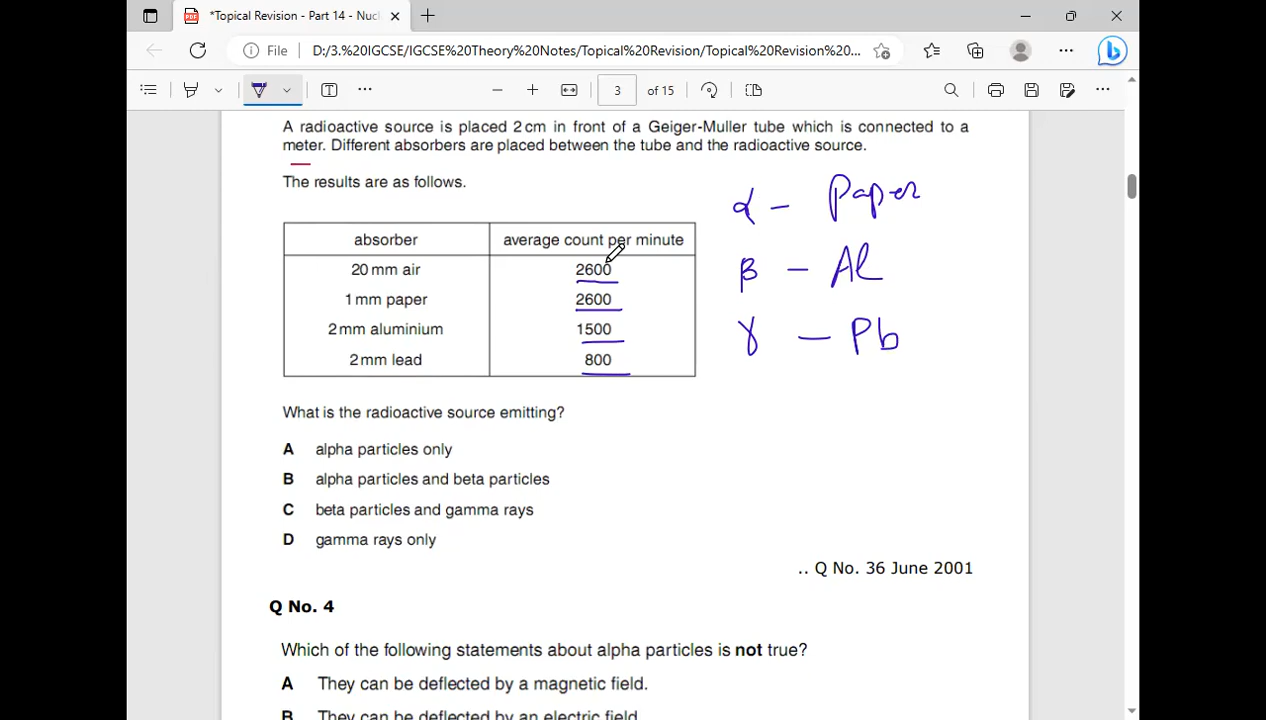 *Topical Revision - Part 14 - Nucl
File D:/3.%20IGCSE/IGCSE%20Theory%20Notes/Topical%20Revision/Topical%20Revision%20...
3 of 15
A radioactive source is placed 2 cm in front of a Geiger-Muller tube which is connected to a
meter. Different absorbers are placed between the tube and the radioactive source.
The results are as follows.
absorber average count per minute
20 mm air 2600
1 mm paper 2600
2 mm aluminium 1500
2 mm lead 800
α – Paper
β – Al
γ – Pb
What is the radioactive source emitting?
A alpha particles only
B alpha particles and beta particles
C beta particles and gamma rays
D gamma rays only
.. Q No. 36 June 2001
Q No. 4
Which of the following statements about alpha particles is not true?
A They can be deflected by a magnetic field.
B They can be deflected by an electric field